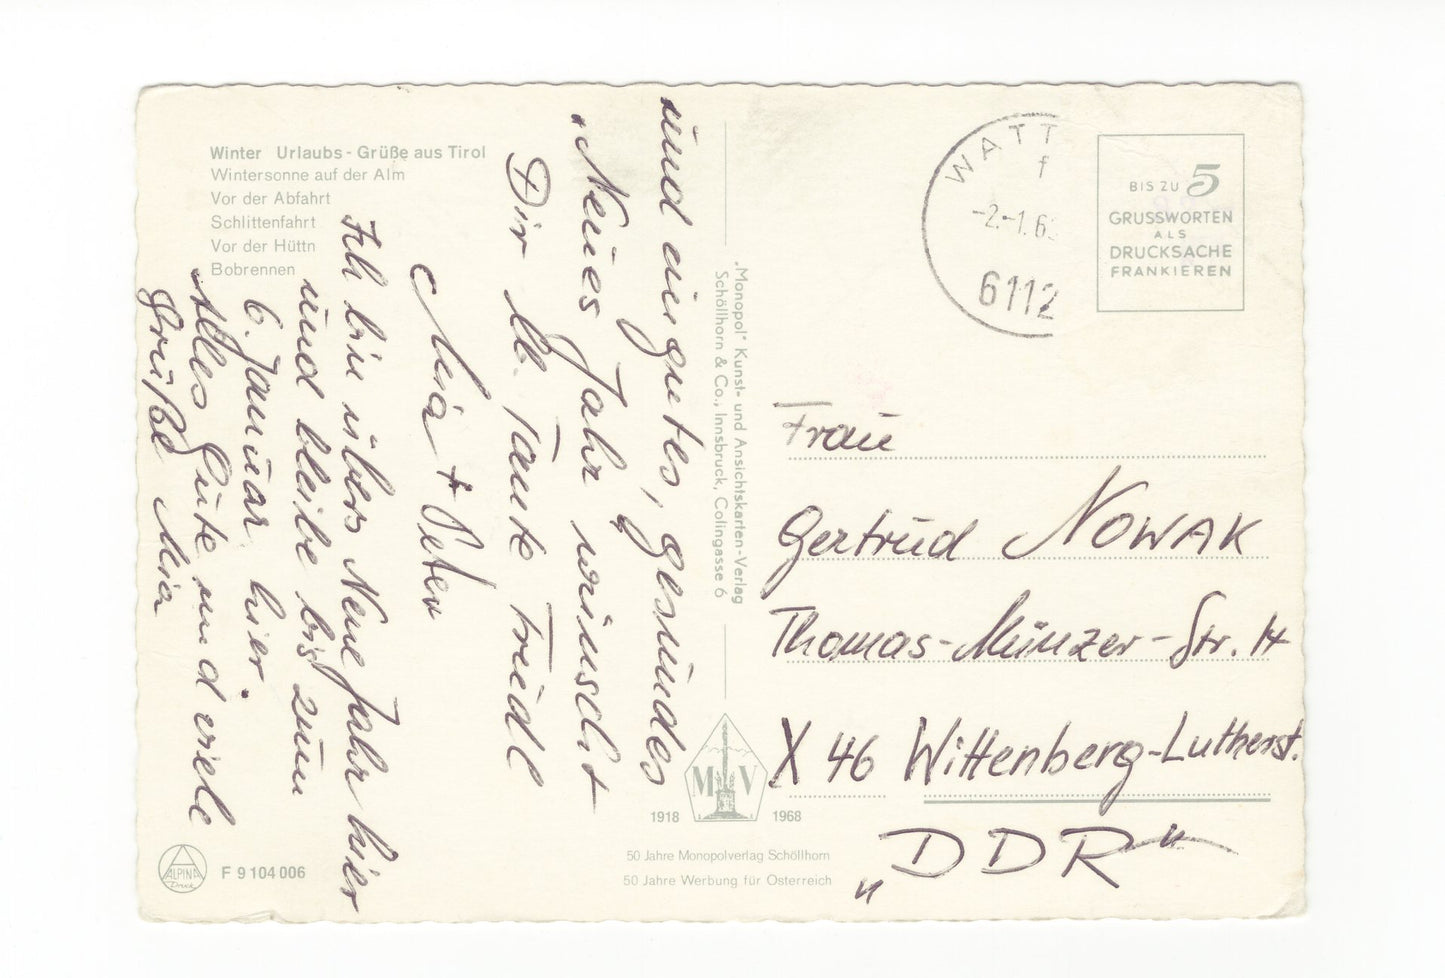 Winter Urlaubs-Grüße aus Tirol
Wintersonne auf der Alm
Vor der Abfahrt
Schlittenfahrt
Vor der Hüttn
Bobrennen
und ein gutes, gesundes
"Neues Jahr wünscht
Dir lb. Tante Friedl
Mia + Peter
Ich bin übers Neue Jahr hier
und bleibe bis zum
6. Januar hier.
Alles Gute und viele
Grüße Mia
"Monopol" Kunst- und Ansichtskarten-Verlag
Schöllhorn & Co., Innsbruck, Colingasse 6
WATT
f
-2.-1.6
6112
BIS ZU 5
GRUSSWORTEN
ALS
DRUCKSACHE
FRANKIEREN
Frau
Gertrud NOWAK
Thomas-Münzer-Str. 14
X 46 Wittenberg-Lutherst.
"DDR"
M V
1918 1968
50 Jahre Monopolverlag Schöllhorn
50 Jahre Werbung für Österreich
ALPINA
Druck
F 9 104 006